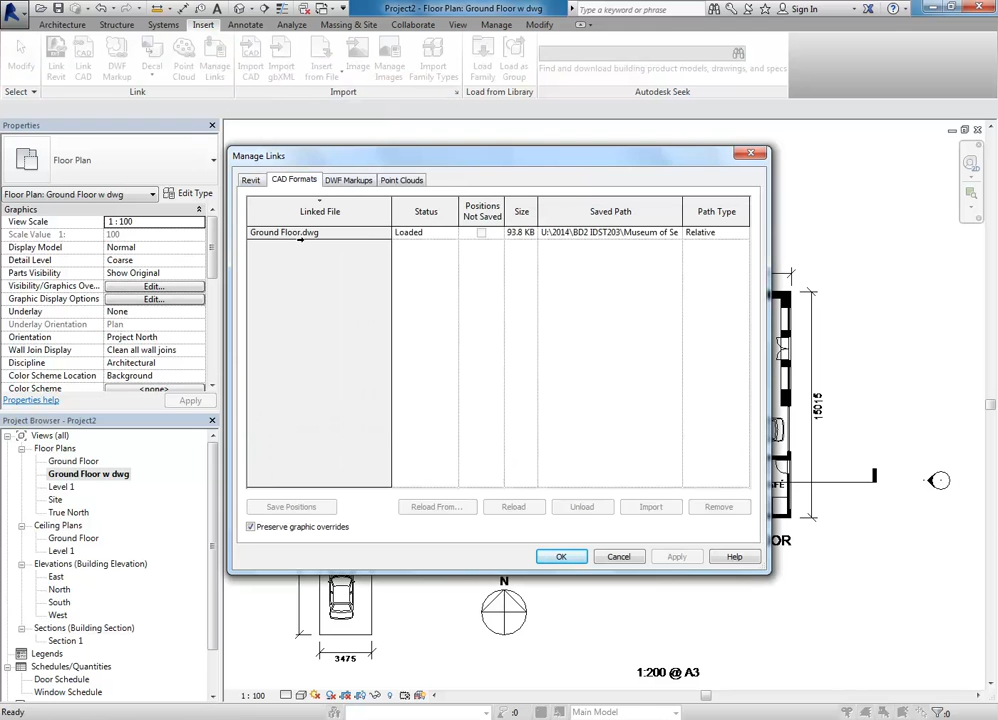 Project2 - Floor Plan: Ground Floor w dwg
Type a keyword or phrase
Sign In
Architecture Structure Systems Insert Annotate Analyze Massing & Site Collaborate View Manage Modify
Modify
Link Revit
Link CAD
DWF Markup
Decal
Point Cloud
Manage Links
Import CAD
Import gbXML
Insert from File
Image
Manage Images
Import Family Types
Load Family
Load as Group
Find and download building product models, drawings, and specs
Select
Link
Import
Load from Library
Autodesk Seek
Properties
Floor Plan
Floor Plan: Ground Floor w dwg
Edit Type
Graphics
View Scale 1 : 100
Scale Value 1: 100
Display Model Normal
Detail Level Coarse
Parts Visibility Show Original
Visibility/Graphics Ove... Edit...
Graphic Display Options Edit...
Underlay None
Underlay Orientation Plan
Orientation Project North
Wall Join Display Clean all wall joins
Discipline Architectural
Color Scheme Location Background
Color Scheme <none>
Properties help
Apply
Project Browser - Project2
Views (all)
Floor Plans
Ground Floor
Ground Floor w dwg
Level 1
Site
True North
Ceiling Plans
Ground Floor
Level 1
Elevations (Building Elevation)
East
North
South
West
Sections (Building Section)
Section 1
Legends
Schedules/Quantities
Door Schedule
Window Schedule
Manage Links
Revit CAD Formats DWF Markups Point Clouds
Linked File Status Positions Not Saved Size Saved Path Path Type
Ground Floor.dwg Loaded 93.8 KB U:\2014\BD2 IDST203\Museum of Se Relative
Save Positions Reload From... Reload Unload Import Remove
Preserve graphic overrides
OK Cancel Apply Help
15015
OR
N
3475
1:200 @ A3
1 : 100
Ready
:0
Main Model
:0